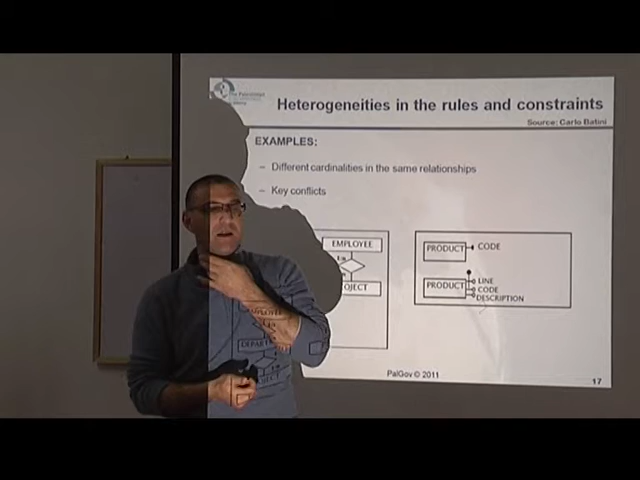 Heterogeneities in the rules and constraints
Source: Carlo Batini
EXAMPLES:
– Different cardinalities in the same relationships
– Key conflicts
EMPLOYEE
OJECT
PRODUCT
CODE
PRODUCT
LINE
CODE
DESCRIPTION
PalGov © 2011
17